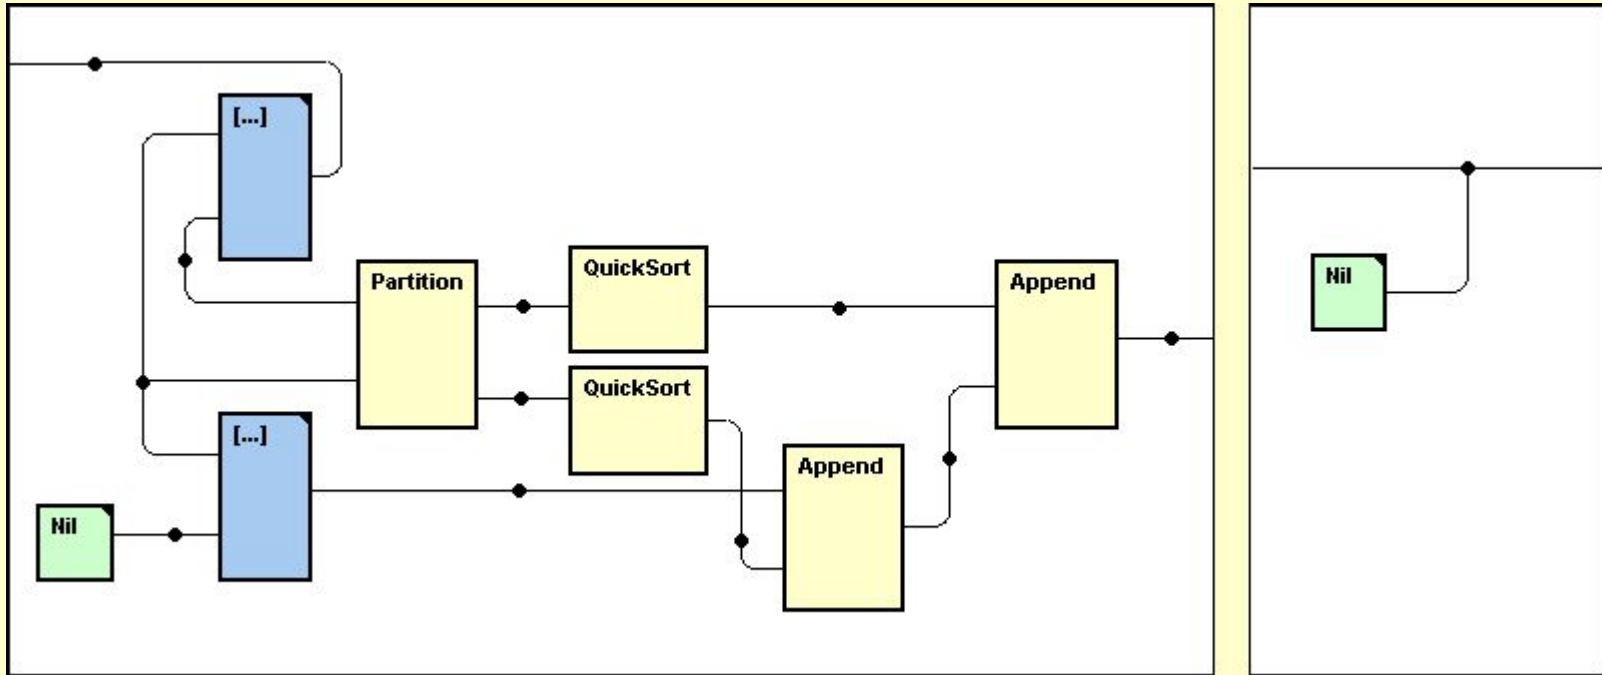 [...]
Partition
QuickSort
Append
Nil
QuickSort
[...]
Append
Nil